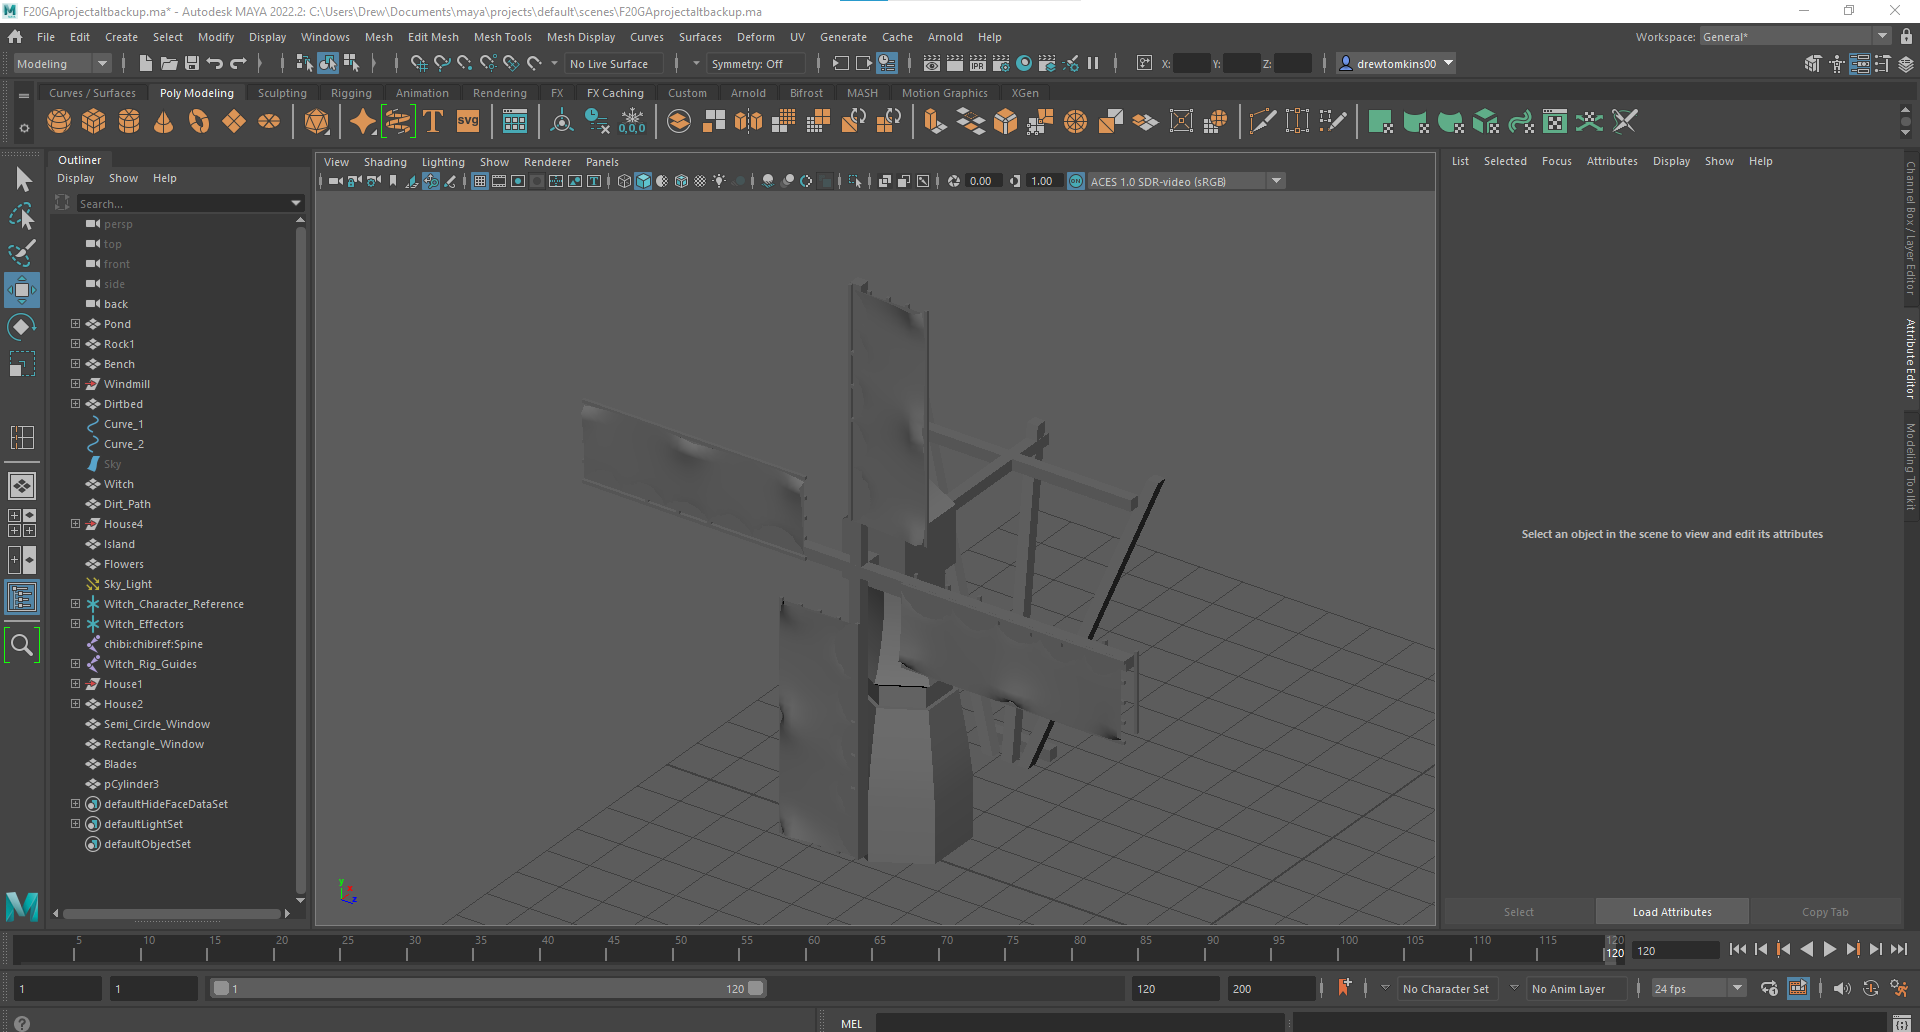 F20GAprojectaltbackup.ma* - Autodesk MAYA 2022.2: C:\Users\Drew\Documents\maya\projects\default\scenes\F20GAprojectaltbackup.ma
File Edit Create Select Modify Display Windows Mesh Edit Mesh Mesh Tools Mesh Display Curves Surfaces Deform UV Generate Cache Arnold Help Workspace: General*
Modeling No Live Surface Symmetry: Off X: Y: Z: drewtomkins00
Curves / Surfaces Poly Modeling Sculpting Rigging Animation Rendering FX FX Caching Custom Arnold Bifrost MASH Motion Graphics XGen
T svg 0,0,0
Outliner
Display Show Help
Search...
persp
top
front
side
back
Pond
Rock1
Bench
Windmill
Dirtbed
Curve_1
Curve_2
Sky
Witch
Dirt_Path
House4
Island
Flowers
Sky_Light
Witch_Character_Reference
Witch_Effectors
chibi:chibiref:Spine
Witch_Rig_Guides
House1
House2
Semi_Circle_Window
Rectangle_Window
Blades
pCylinder3
defaultHideFaceDataSet
defaultLightSet
defaultObjectSet
View Shading Lighting Show Renderer Panels
0.00 1.00 ON ACES 1.0 SDR-video (sRGB)
y x z
List Selected Focus Attributes Display Show Help
Select an object in the scene to view and edit its attributes
Select Load Attributes Copy Tab
Channel Box / Layer Editor
Attribute Editor
Modeling Toolkit
5 10 15 20 25 30 35 40 45 50 55 60 65 70 75 80 85 90 95 100 105 110 115 120
120 120
1 1 1 120 120 200 No Character Set No Anim Layer 24 fps
MEL